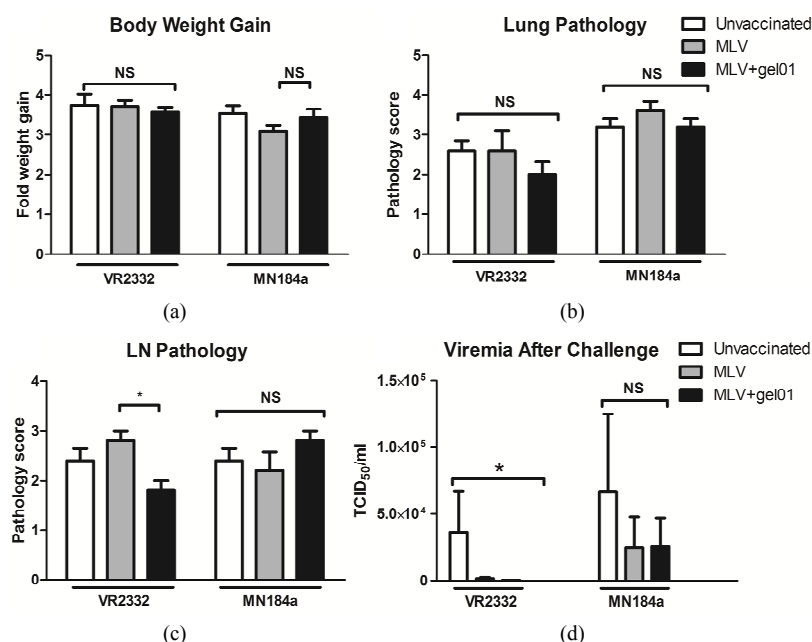 Body Weight Gain
Fold weight gain
5
4
3
2
1
0
NS
NS
VR2332
MN184a
(a)
Lung Pathology
Unvaccinated
MLV
MLV+gel01
Pathology score
5
4
3
2
1
0
NS
NS
VR2332
MN184a
(b)
LN Pathology
Pathology score
4
3
2
1
0
*
NS
VR2332
MN184a
(c)
Viremia After Challenge
Unvaccinated
MLV
MLV+gel01
TCID50/ml
1.5×10^5
1.0×10^5
5.0×10^4
0
*
NS
VR2332
MN184a
(d)